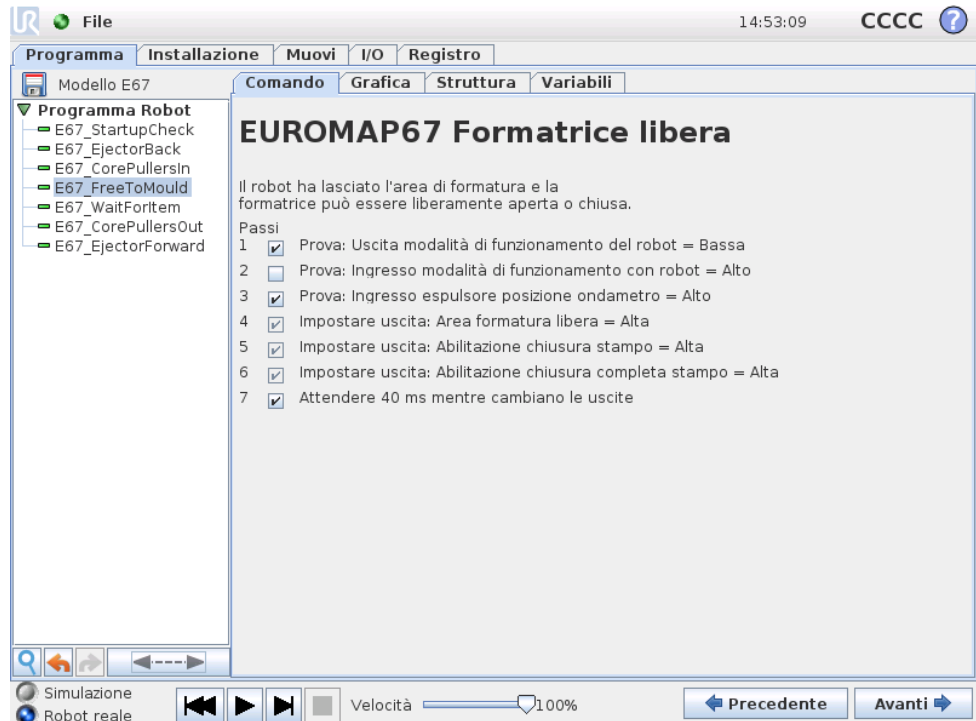 UR File 14:53:09 CCCC ?
Programma Installazione Muovi I/O Registro
Modello E67
Comando Grafica Struttura Variabili
Programma Robot
E67_StartupCheck
E67_EjectorBack
E67_CorePullersIn
E67_FreeToMould
E67_WaitForItem
E67_CorePullersOut
E67_EjectorForward
EUROMAP67 Formatrice libera
Il robot ha lasciato l'area di formatura e la
formatrice può essere liberamente aperta o chiusa.
Passi
1 Prova: Uscita modalità di funzionamento del robot = Bassa
2 Prova: Ingresso modalità di funzionamento con robot = Alto
3 Prova: Ingresso espulsore posizione ondametro = Alto
4 Impostare uscita: Area formatura libera = Alta
5 Impostare uscita: Abilitazione chiusura stampo = Alta
6 Impostare uscita: Abilitazione chiusura completa stampo = Alta
7 Attendere 40 ms mentre cambiano le uscite
Simulazione
Robot reale
Velocità 100%
Precedente Avanti